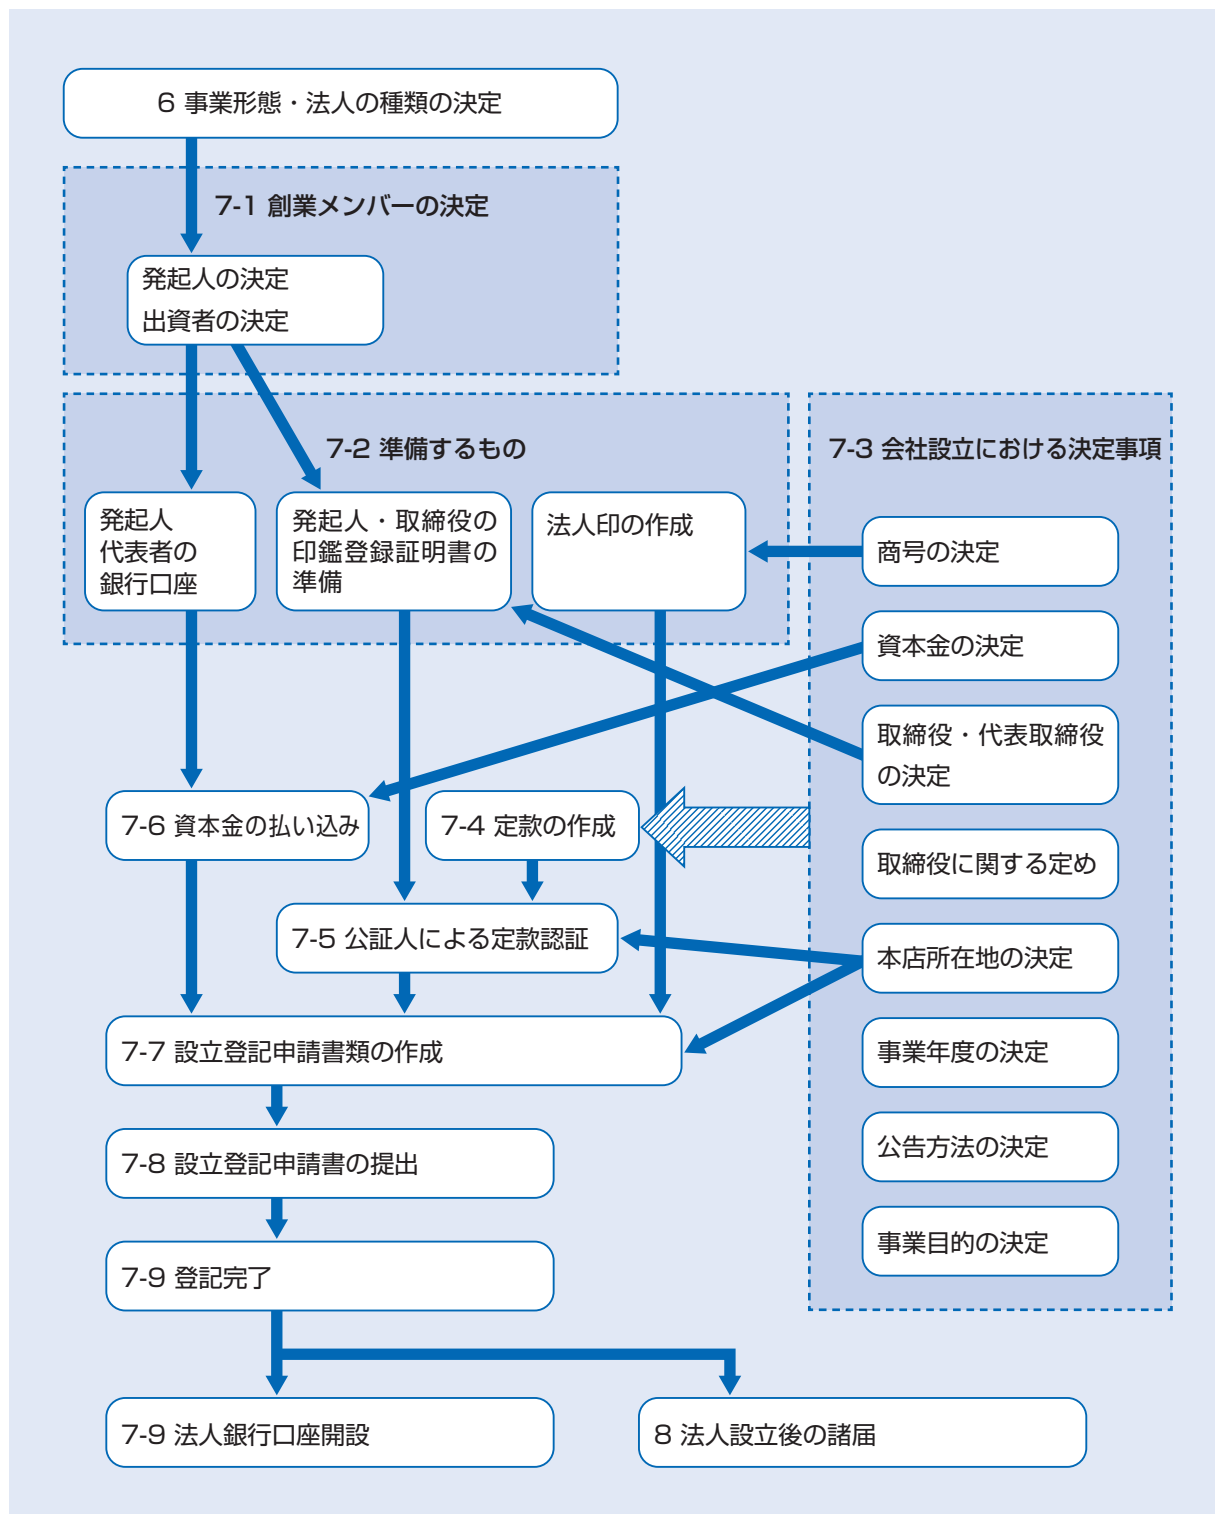 6 事業形態・法人の種類の決定
7-1 創業メンバーの決定
発起人の決定
出資者の決定
7-2 準備するもの
発起人
代表者の
銀行口座
発起人・取締役の
印鑑登録証明書の
準備
法人印の作成
7-3 会社設立における決定事項
商号の決定
資本金の決定
取締役・代表取締役
の決定
取締役に関する定め
本店所在地の決定
事業年度の決定
公告方法の決定
事業目的の決定
7-6 資本金の払い込み
7-4 定款の作成
7-5 公証人による定款認証
7-7 設立登記申請書類の作成
7-8 設立登記申請書の提出
7-9 登記完了
7-9 法人銀行口座開設
8 法人設立後の諸届